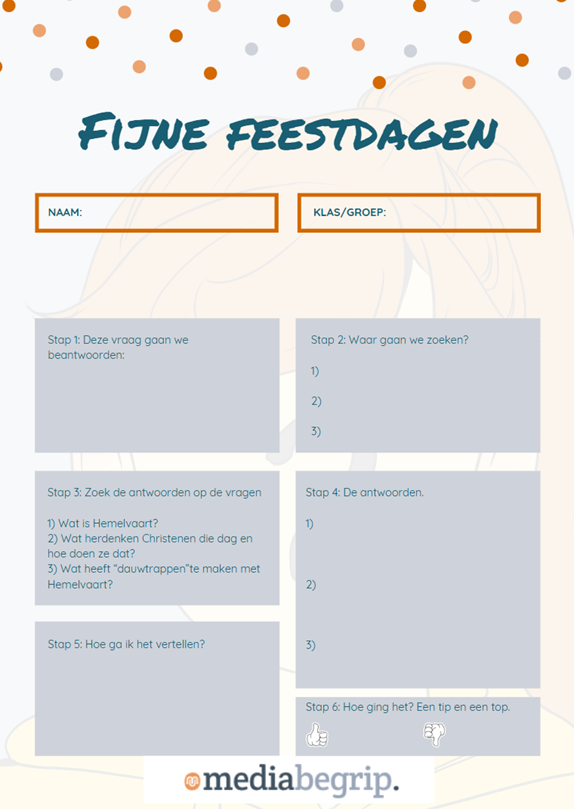 Fijne feestdagen
NAAM:
KLAS/GROEP:
Stap 1: Deze vraag gaan we
beantwoorden:
Stap 2: Waar gaan we zoeken?
1)
2)
3)
Stap 3: Zoek de antwoorden op de vragen
1) Wat is Hemelvaart?
2) Wat herdenken Christenen die dag en
hoe doen ze dat?
3) Wat heeft “dauwtrappen”te maken met
Hemelvaart?
Stap 4: De antwoorden.
1)
2)
3)
Stap 5: Hoe ga ik het vertellen?
Stap 6: Hoe ging het? Een tip en een top.
mediabegrip.